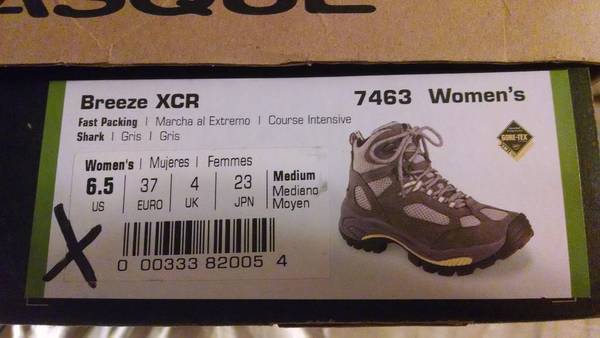 ASQUE
Breeze XCR
7463 Women's
Fast Packing | Marcha al Extremo | Course Intensive
Shark | Gris | Gris
GORE-TEX
Women's | Mujeres | Femmes
6.5 | 37 | 4 | 23 | Medium
US | EURO | UK | JPN | Mediano
Moyen
X
0 00333 82005 4